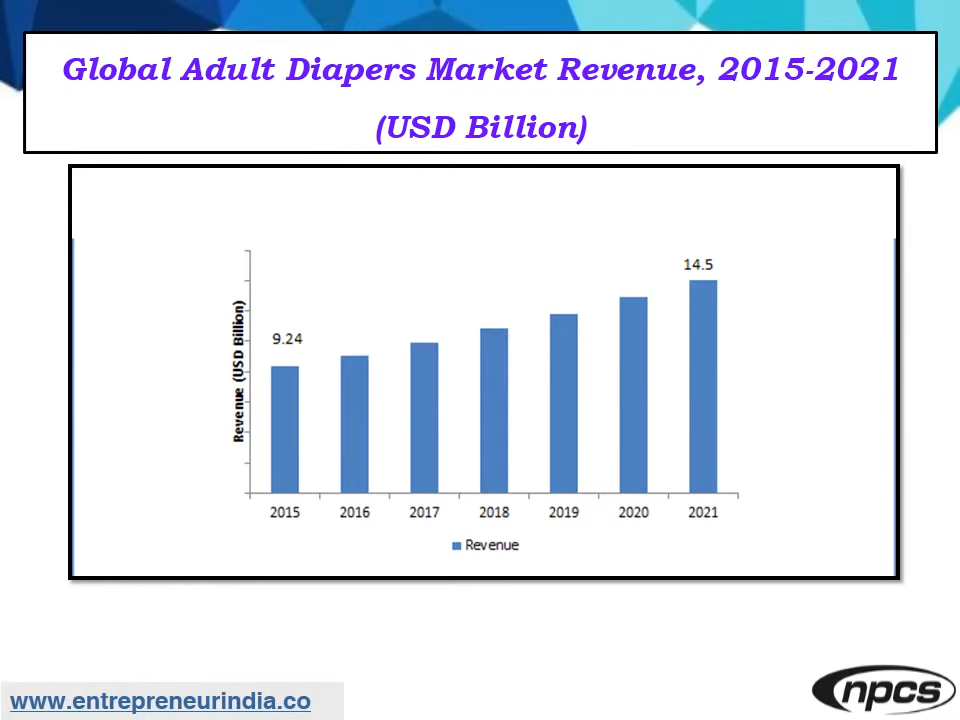 Global Adult Diapers Market Revenue, 2015-2021
(USD Billion)
14.5
9.24
Revenue (USD Billion)
2015 2016 2017 2018 2019 2020 2021
Revenue
www.entrepreneurindia.co
npcs